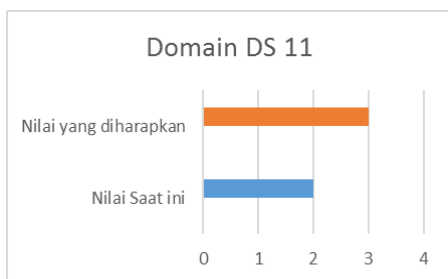 Domain DS 11
Nilai yang diharapkan
Nilai Saat ini
0 1 2 3 4